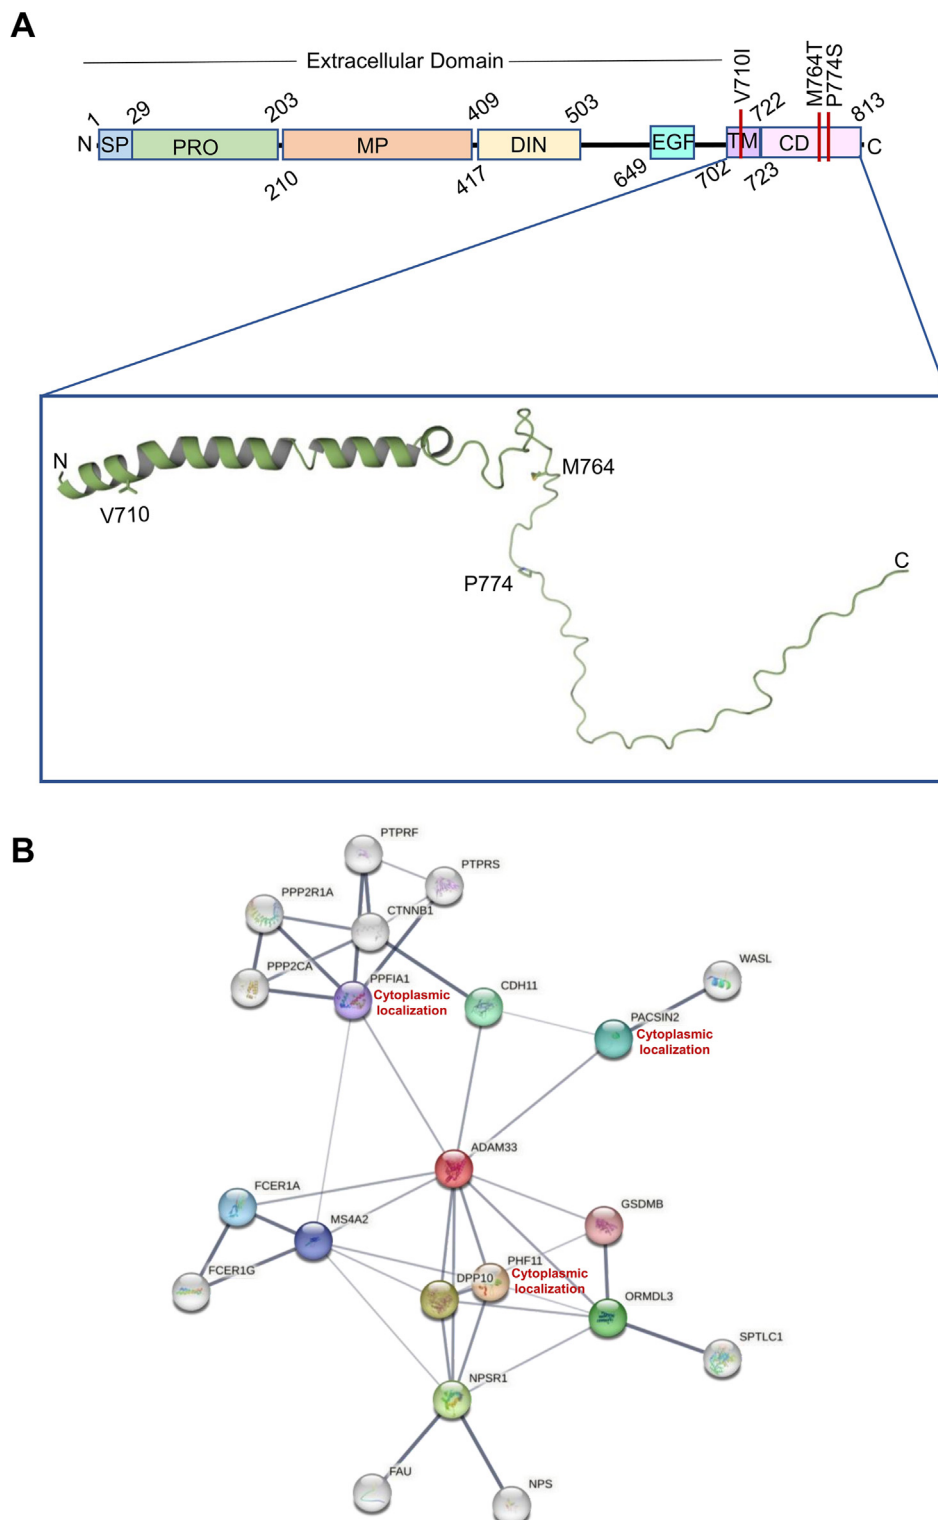 A
Extracellular Domain
V710I
M764T
P774S
1
29
203
409
503
722
813
N
SP
PRO
MP
DIN
EGF
TM
CD
C
210
417
649
702
723
N
V710
M764
P774
C
B
PTPRF
PTPRS
PPP2R1A
CTNNB1
PPP2CA
PPFIA1
Cytoplasmic
localization
CDH11
WASL
PACSIN2
Cytoplasmic
localization
ADAM33
FCER1A
MS4A2
GSDMB
FCER1G
DPP10
PHF11
Cytoplasmic
localization
ORMDL3
SPTLC1
NPSR1
FAU
NPS